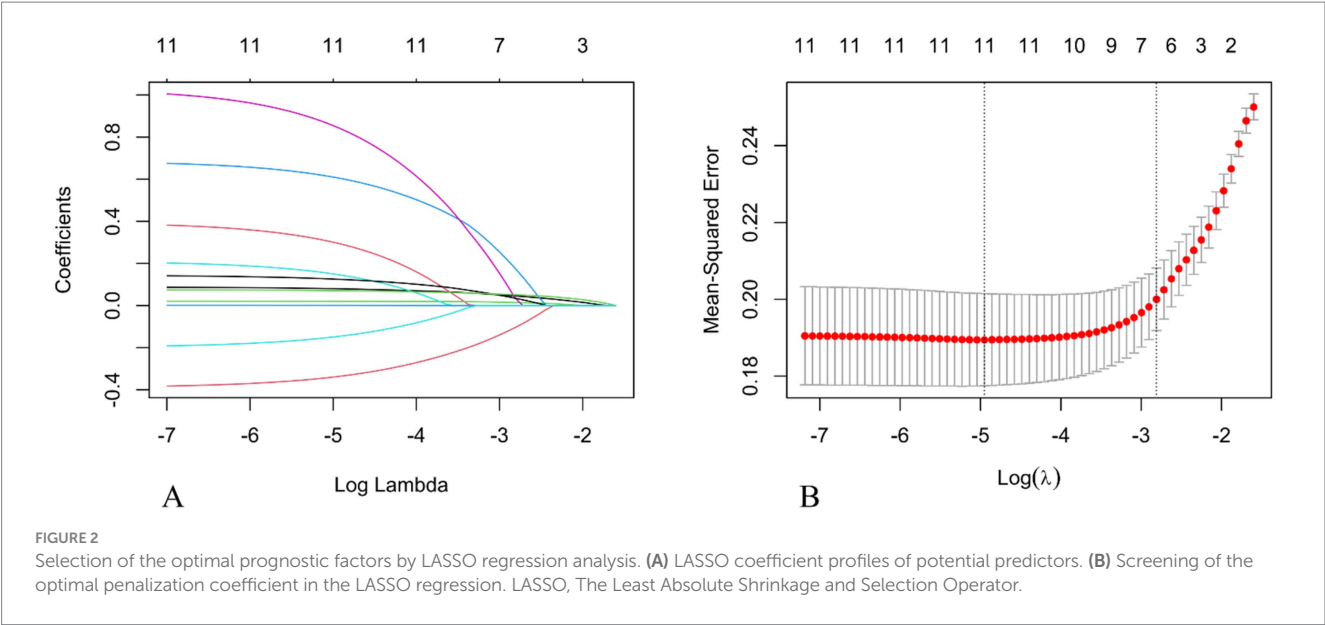 11 11 11 11 7 3
Coefficients
0.8
0.4
0.0
-0.4
-7 -6 -5 -4 -3 -2
Log Lambda
A
11 11 11 11 11 11 10 9 7 6 3 2
Mean-Squared Error
0.24
0.22
0.20
0.18
-7 -6 -5 -4 -3 -2
Log(λ)
B
FIGURE 2
Selection of the optimal prognostic factors by LASSO regression analysis. (A) LASSO coefficient profiles of potential predictors. (B) Screening of the
optimal penalization coefficient in the LASSO regression. LASSO, The Least Absolute Shrinkage and Selection Operator.